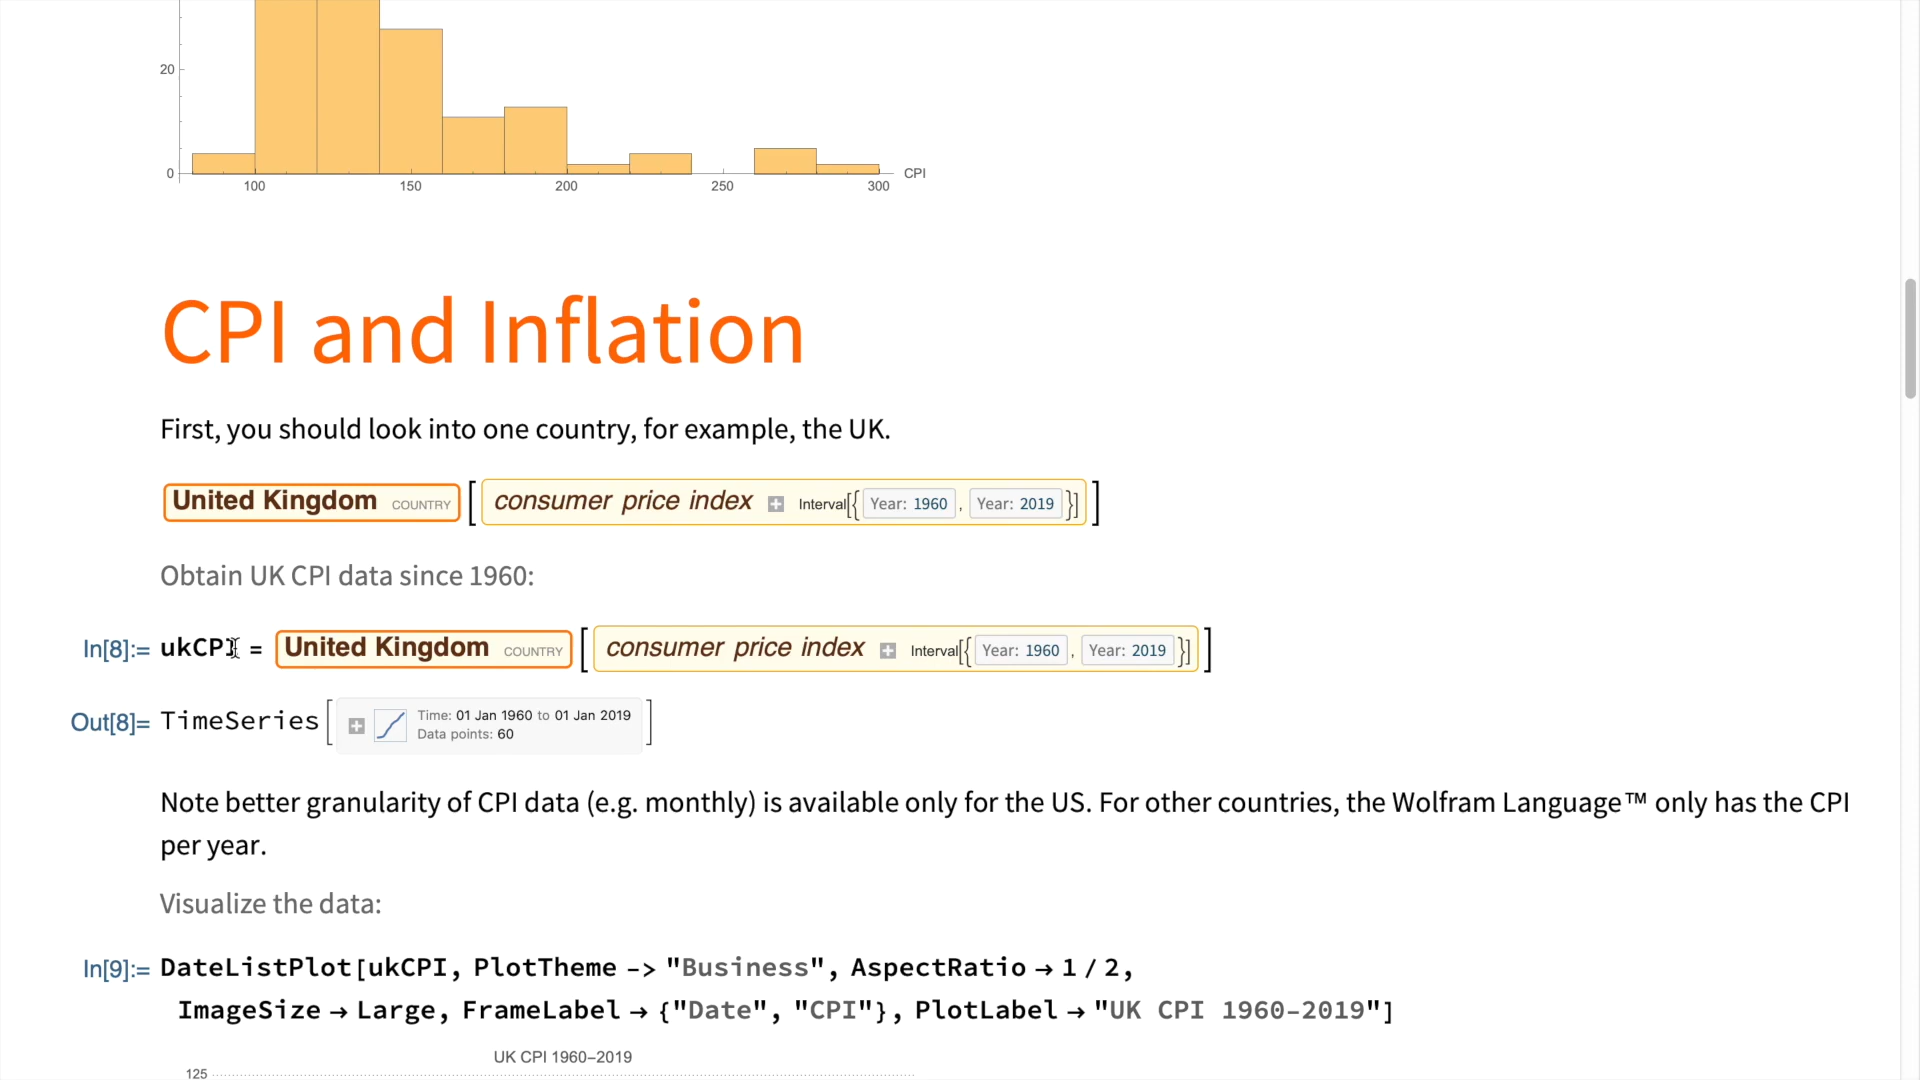 20
0
100 150 200 250 300 CPI
CPI and Inflation
First, you should look into one country, for example, the UK.
United Kingdom COUNTRY [ consumer price index Interval[{ Year: 1960 , Year: 2019 }] ]
Obtain UK CPI data since 1960:
In[8]:= ukCPI = United Kingdom COUNTRY [ consumer price index Interval[{ Year: 1960 , Year: 2019 }] ]
Out[8]= TimeSeries[ Time: 01 Jan 1960 to 01 Jan 2019
Data points: 60 ]
Note better granularity of CPI data (e.g. monthly) is available only for the US. For other countries, the Wolfram Language™ only has the CPI
per year.
Visualize the data:
In[9]:= DateListPlot[ukCPI, PlotTheme -> "Business", AspectRatio → 1 / 2,
ImageSize → Large, FrameLabel → {"Date", "CPI"}, PlotLabel → "UK CPI 1960–2019"]
UK CPI 1960–2019
125